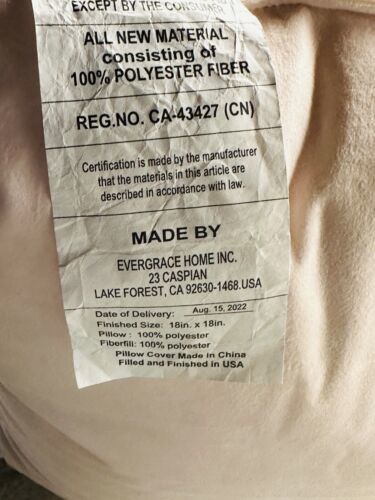 EXCEPT BY THE CONSUMER
ALL NEW MATERIAL
consisting of
100% POLYESTER FIBER
REG.NO. CA-43427 (CN)
Certification is made by the manufacturer
that the materials in this article are
described in accordance with law.
MADE BY
EVERGRACE HOME INC.
23 CASPIAN
LAKE FOREST, CA 92630-1468.USA
Date of Delivery: Aug. 15, 2022
Finished Size: 18in. x 18in.
Pillow : 100% polyester
Fiberfill: 100% polyester
Pillow Cover Made in China
Filled and Finished in USA